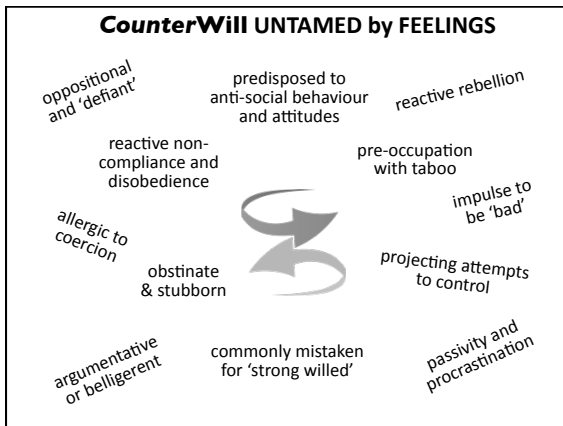 CounterWill UNTAMED by FEELINGS
oppositional
and ‘defiant’
predisposed to
anti-social behaviour
and attitudes
reactive rebellion
reactive non-
compliance and
disobedience
pre-occupation
with taboo
impulse to
be ‘bad’
allergic to
coercion
obstinate
& stubborn
projecting attempts
to control
argumentative
or belligerent
commonly mistaken
for ‘strong willed’
passivity and
procrastination